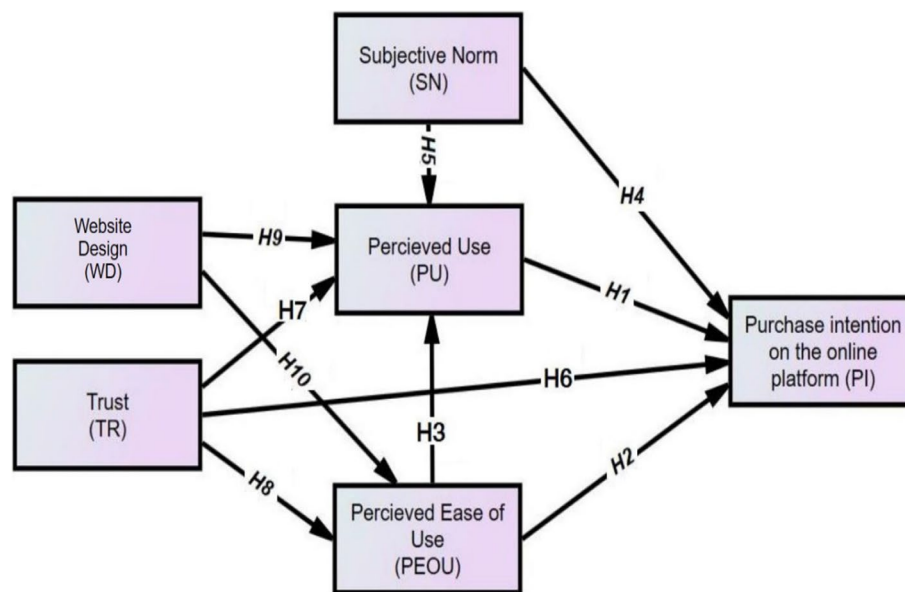 Subjective Norm
(SN)
H5
H4
Website
Design
(WD)
H9
Percieved Use
(PU)
H1
H7
H10
Purchase intention
on the online
platform (PI)
H6
Trust
(TR)
H3
H8
H2
Percieved Ease of
Use
(PEOU)